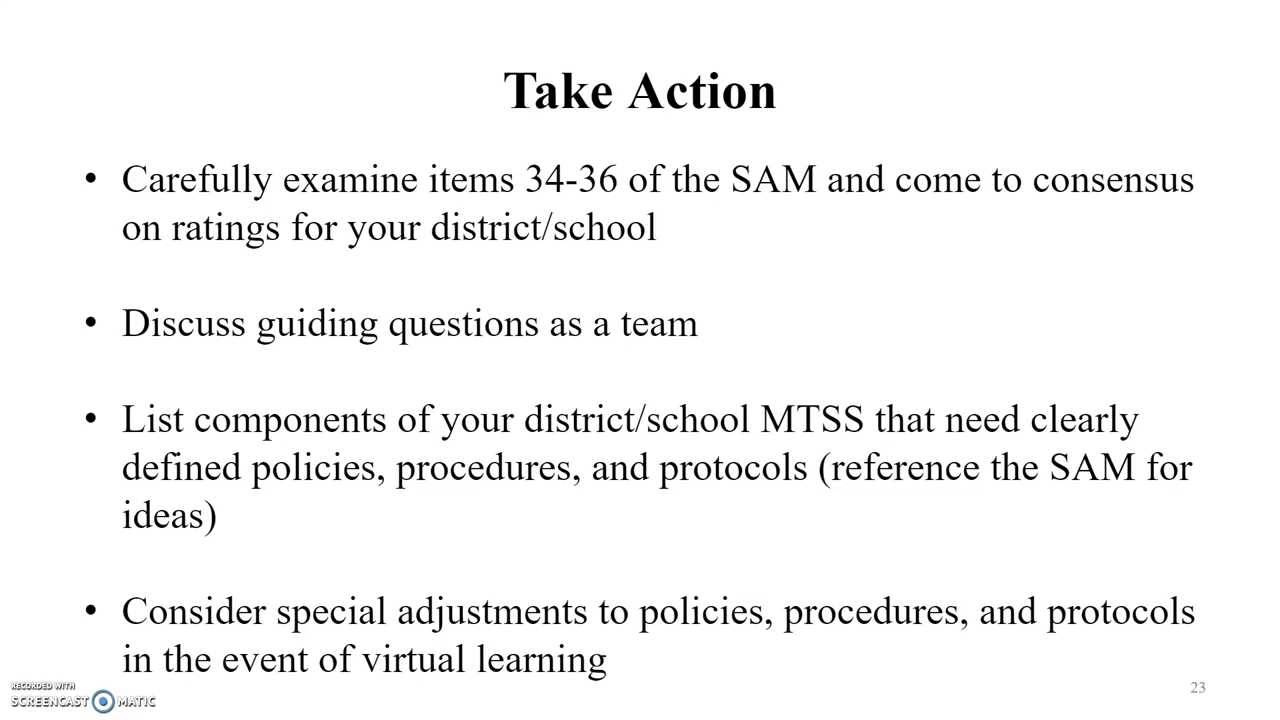 Take Action
• Carefully examine items 34-36 of the SAM and come to consensus
on ratings for your district/school
• Discuss guiding questions as a team
• List components of your district/school MTSS that need clearly
defined policies, procedures, and protocols (reference the SAM for
ideas)
• Consider special adjustments to policies, procedures, and protocols
in the event of virtual learning
RECORDED WITH
SCREENCAST MATIC
23